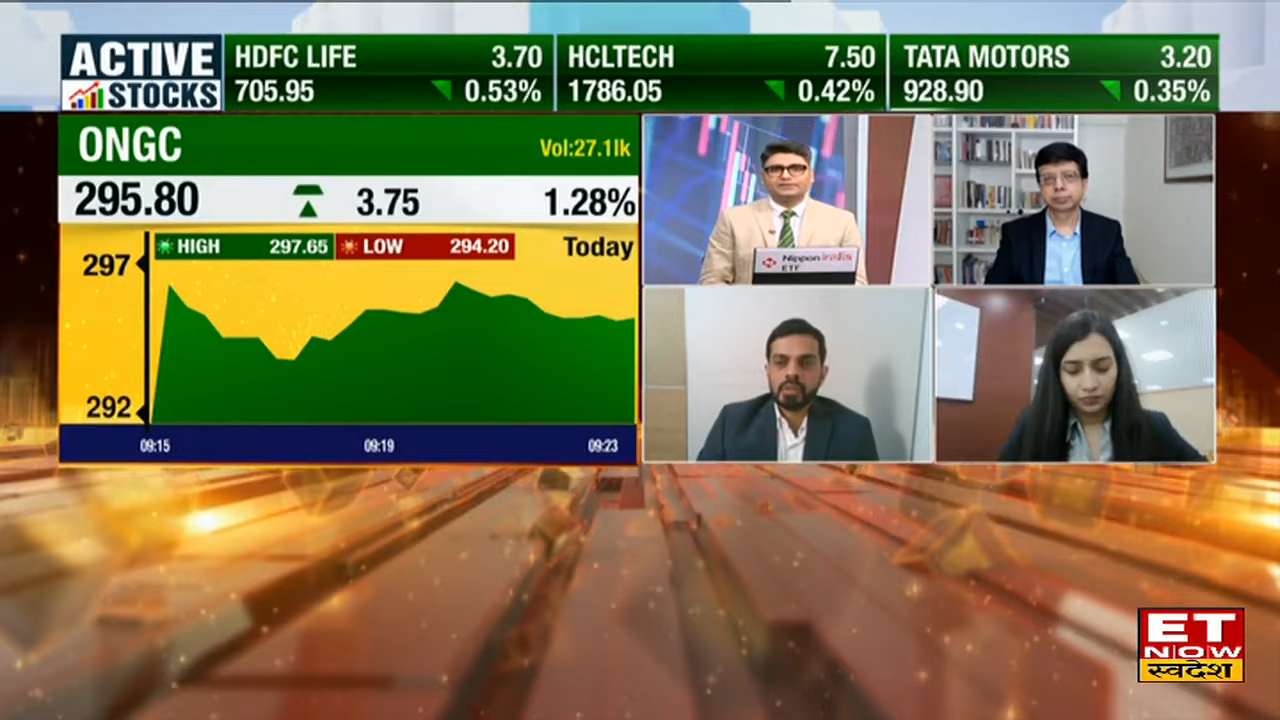 ACTIVE
STOCKS
HDFC LIFE 3.70
705.95 0.53%
HCLTECH 7.50
1786.05 0.42%
TATA MOTORS 3.20
928.90 0.35%
ONGC
Vol:27.1lk
295.80 3.75 1.28%
HIGH 297.65 LOW 294.20 Today
297
292
09:15 09:19 09:23
Nippon india
ETF
ET
NOW
स्वदेश